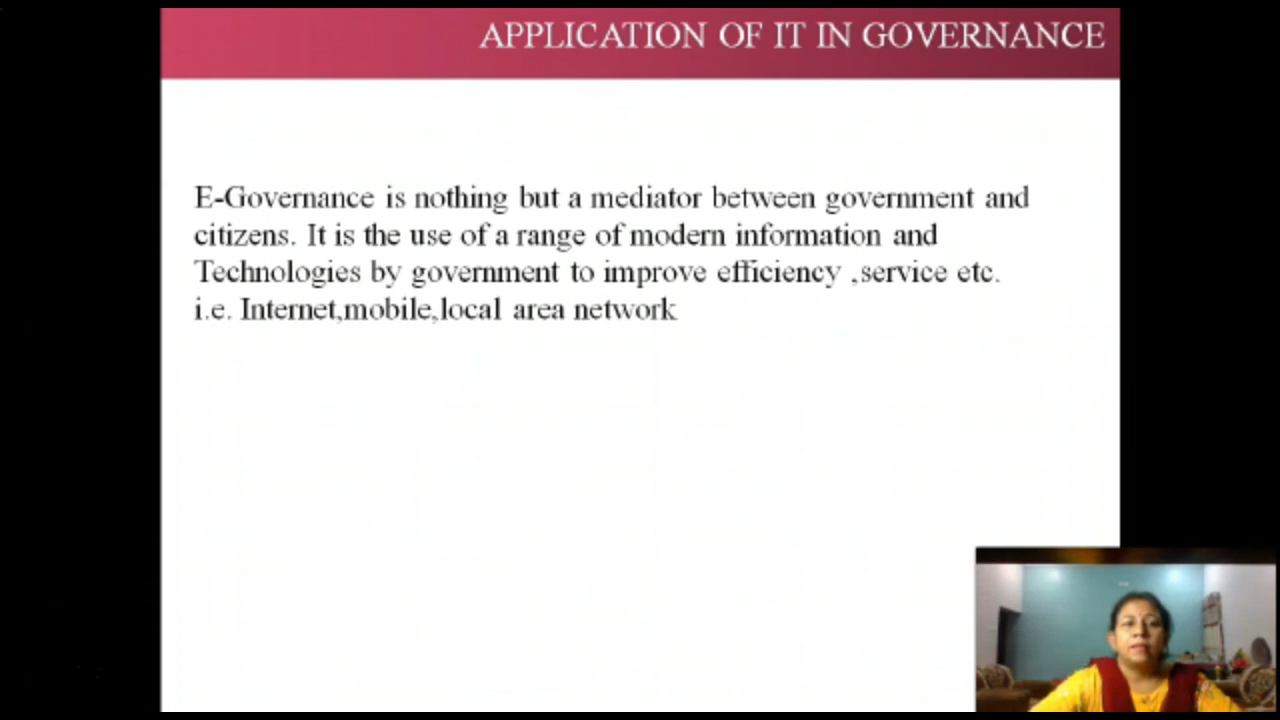 APPLICATION OF IT IN GOVERNANCE
E-Governance is nothing but a mediator between government and
citizens. It is the use of a range of modern information and
Technologies by government to improve efficiency ,service etc.
i.e. Internet,mobile,local area network